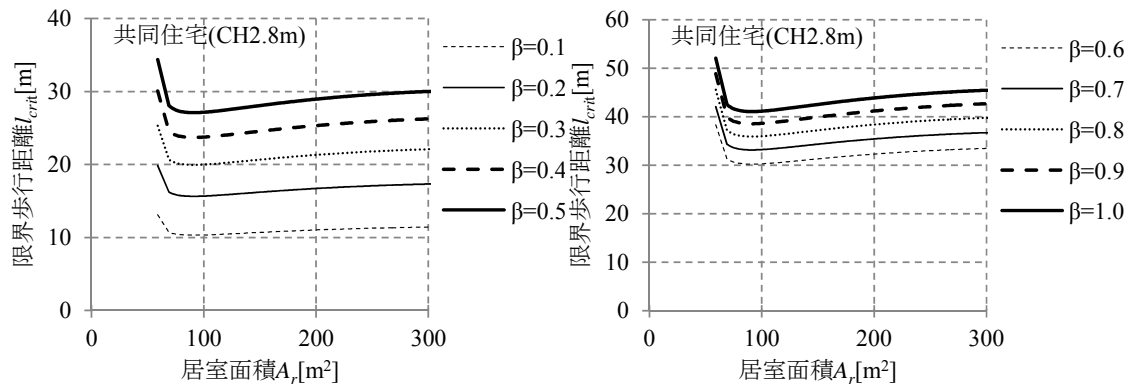 共同住宅(CH2.8m)
限界歩行距離l_crit[m]
40
30
20
10
0
0 100 200 300
居室面積A_r[m²]
β=0.1
β=0.2
β=0.3
β=0.4
β=0.5
共同住宅(CH2.8m)
限界歩行距離l_crit[m]
60
50
40
30
20
10
0
0 100 200 300
居室面積A_r[m²]
β=0.6
β=0.7
β=0.8
β=0.9
β=1.0